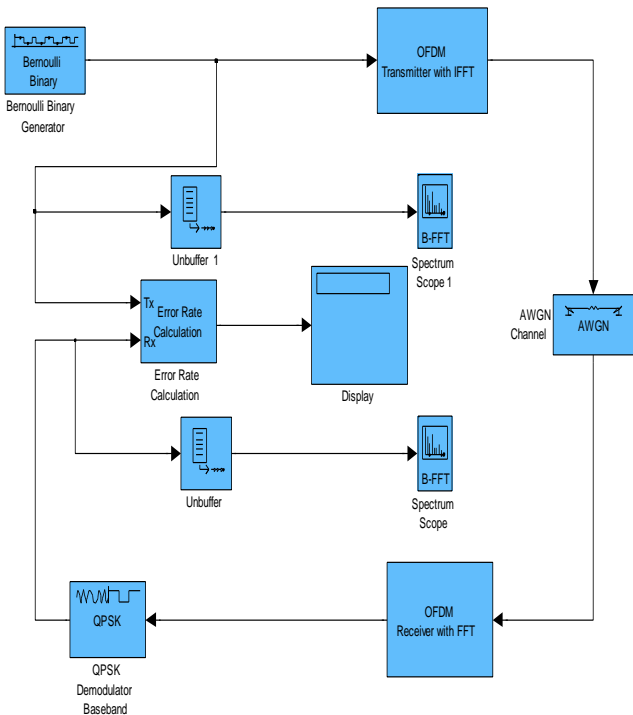 Bernoulli
Binary
Bernoulli Binary
Generator
OFDM
Transmitter with IFFT
Unbuffer 1
B-FFT
Spectrum
Scope 1
Tx
Error Rate
Calculation
Rx
Error Rate
Calculation
Display
AWGN
Channel
AWGN
Unbuffer
B-FFT
Spectrum
Scope
QPSK
QPSK
Demodulator
Baseband
OFDM
Receiver with FFT